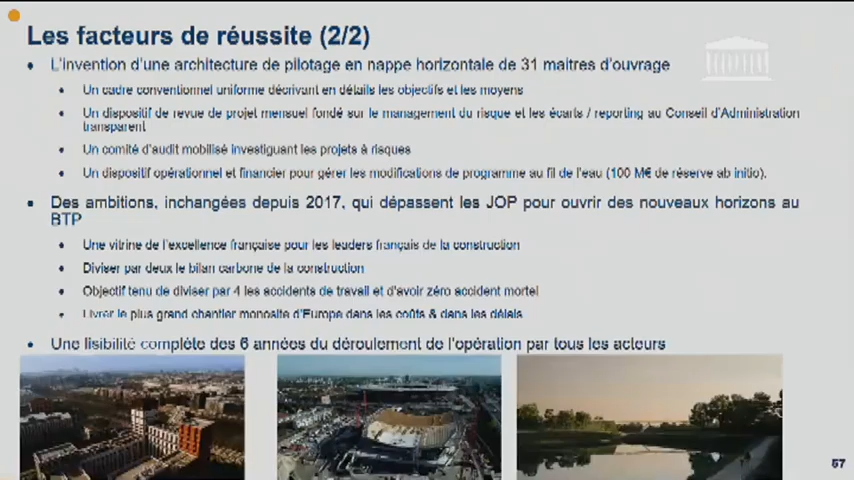 Les facteurs de réussite (2/2)
• L'invention d'une architecture de pilotage en nappe horizontale de 31 maitres d'ouvrage
• Un cadre conventionnel uniforme décrivant en détails les objectifs et les moyens
• Un dispositif de revue de projet mensuel fondé sur le management du risque et les écarts / reporting au Conseil d'Administration
transparent
• Un comité d'audit mobilisé investiguant les projets à risques
• Un dispositif opérationnel et financier pour gérer les modifications de programme au fil de l'eau (100 M€ de réserve ab initio).
• Des ambitions, inchangées depuis 2017, qui dépassent les JOP pour ouvrir des nouveaux horizons au
BTP
• Une vitrine de l'excellence française pour les leaders français de la construction
• Diviser par deux le bilan carbone de la construction
• Objectif tenu de diviser par 4 les accidents de travail et d'avoir zéro accident mortel
• Livrer le plus grand chantier monosite d'Europe dans les coûts & dans les délais
• Une lisibilité complète des 6 années du déroulement de l'opération par tous les acteurs
57